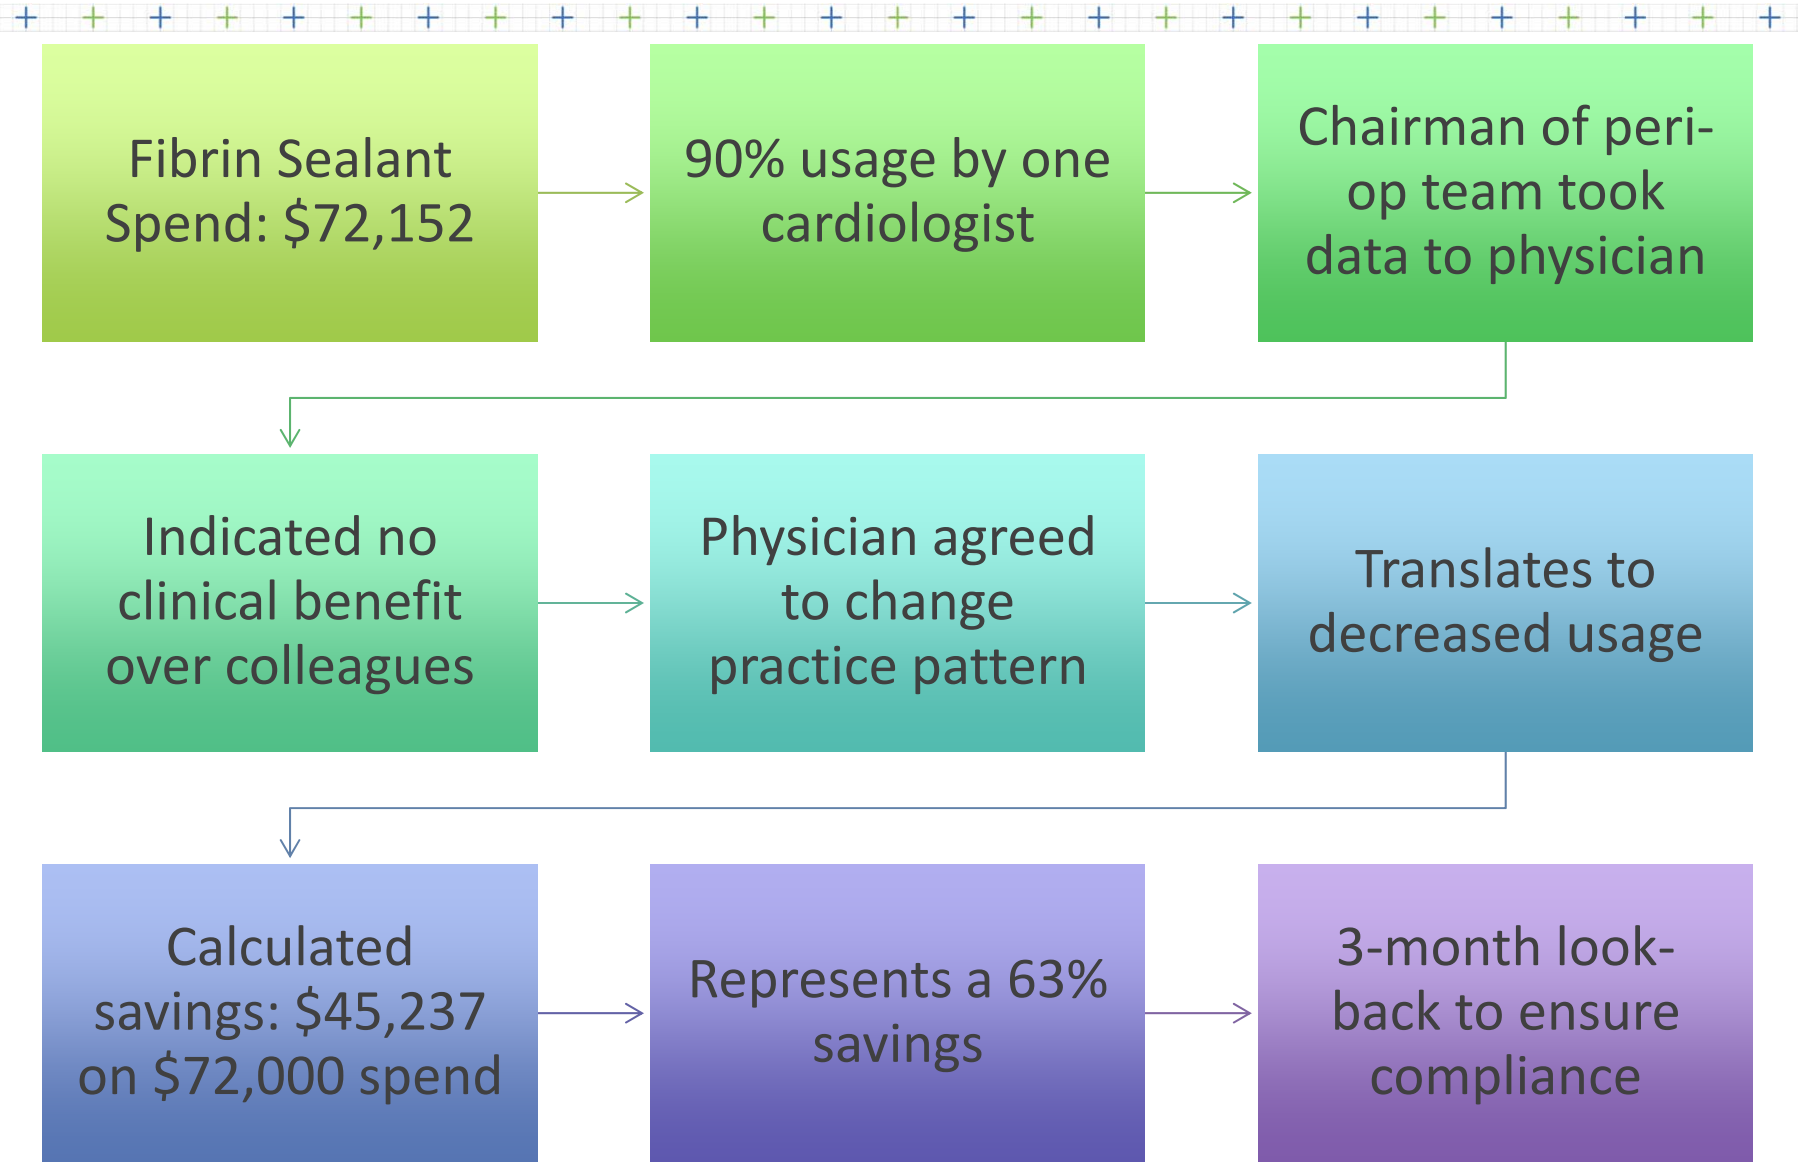 Fibrin Sealant
Spend: $72,152
90% usage by one
cardiologist
Chairman of peri-
op team took
data to physician
Indicated no
clinical benefit
over colleagues
Physician agreed
to change
practice pattern
Translates to
decreased usage
Calculated
savings: $45,237
on $72,000 spend
Represents a 63%
savings
3-month look-
back to ensure
compliance